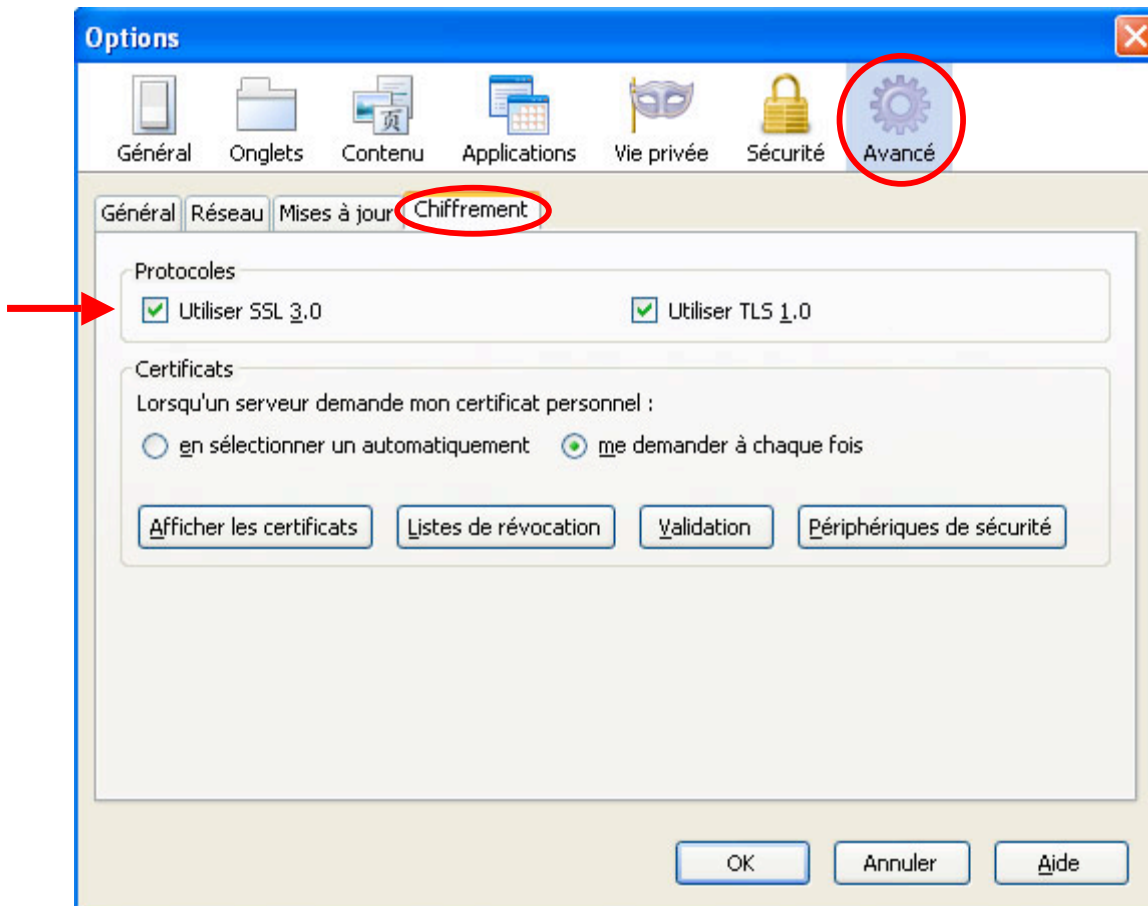 Options
Général Onglets Contenu Applications Vie privée Sécurité Avancé
Général Réseau Mises à jour Chiffrement
Protocoles
Utiliser SSL 3.0 Utiliser TLS 1.0
Certificats
Lorsqu'un serveur demande mon certificat personnel :
en sélectionner un automatiquement me demander à chaque fois
Afficher les certificats Listes de révocation Validation Périphériques de sécurité
OK Annuler Aide